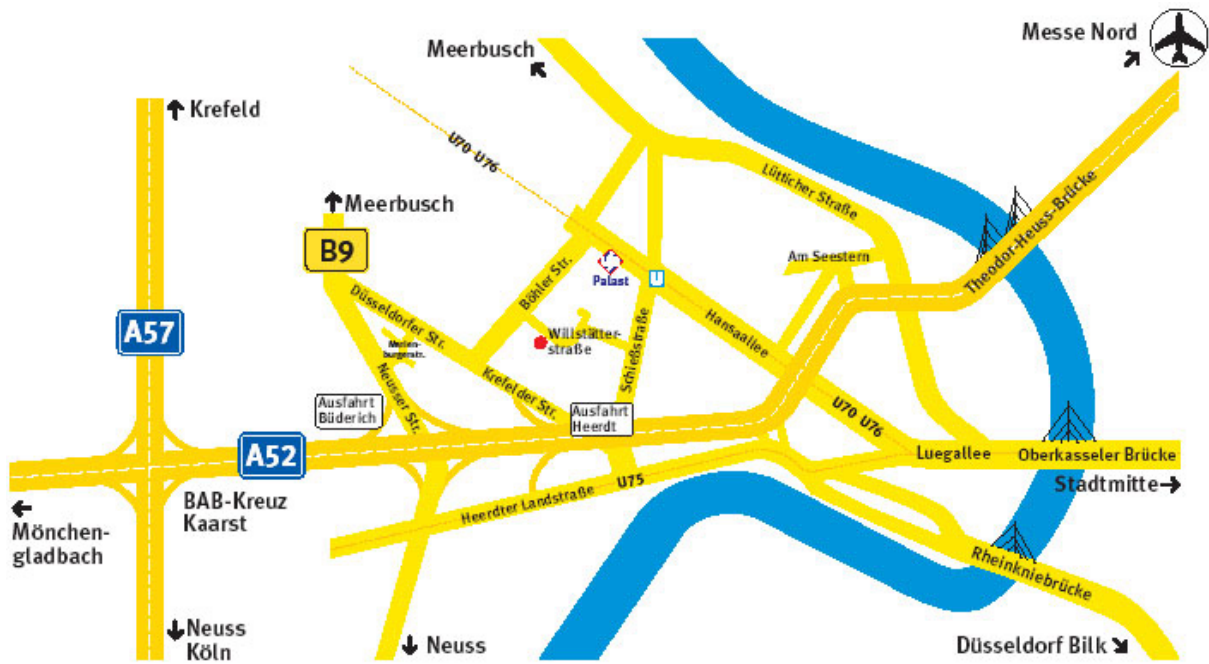 Messe Nord
Meerbusch
Krefeld
U70-U76
Lütticher Straße
Theodor-Heuss-Brücke
Meerbusch
B9
Am Seestern
Palast
Böhler Str.
Düsseldorfer Str.
Hansaallee
A57
Willstätter-
straße
Marien-
burgerstr.
Schießstraße
Neusser Str.
Krefelder Str.
Ausfahrt
Büderich
Ausfahrt
Heerdt
U70-U76
A52
Luegallee
Oberkasseler Brücke
Stadtmitte
BAB-Kreuz
Kaarst
Heerdter Landstraße
U75
Mönchen-
gladbach
Rheinkniebrücke
Neuss
Köln
Neuss
Düsseldorf Bilk